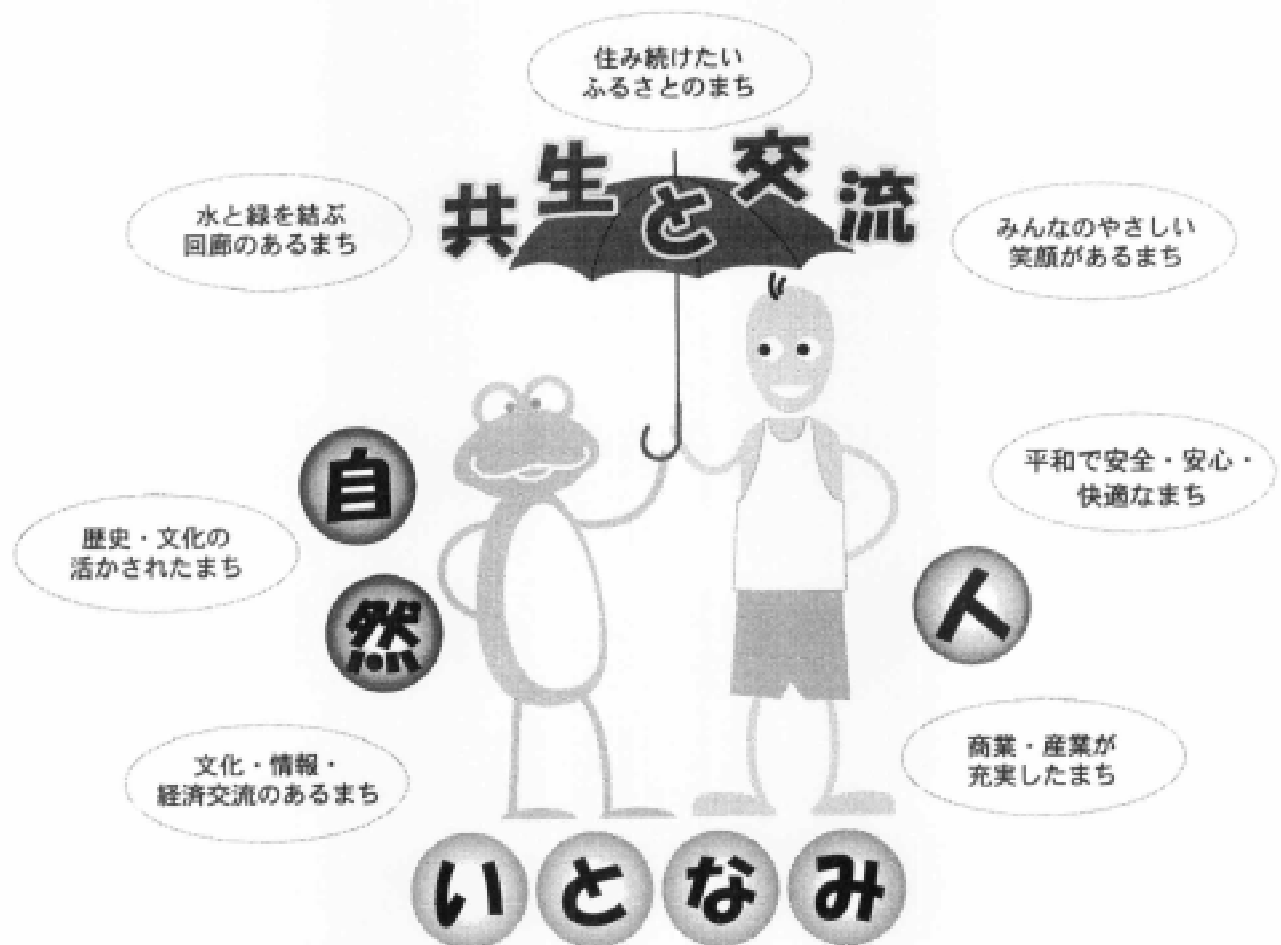 住み続けたい
ふるさとのまち
共生と交流
水と緑を結ぶ
回廊のあるまち
みんなのやさしい
笑顔があるまち
平和で安全・安心・
快適なまち
自
然
歴史・文化の
活かされたまち
人
文化・情報・
経済交流のあるまち
商業・産業が
充実したまち
いとなみ